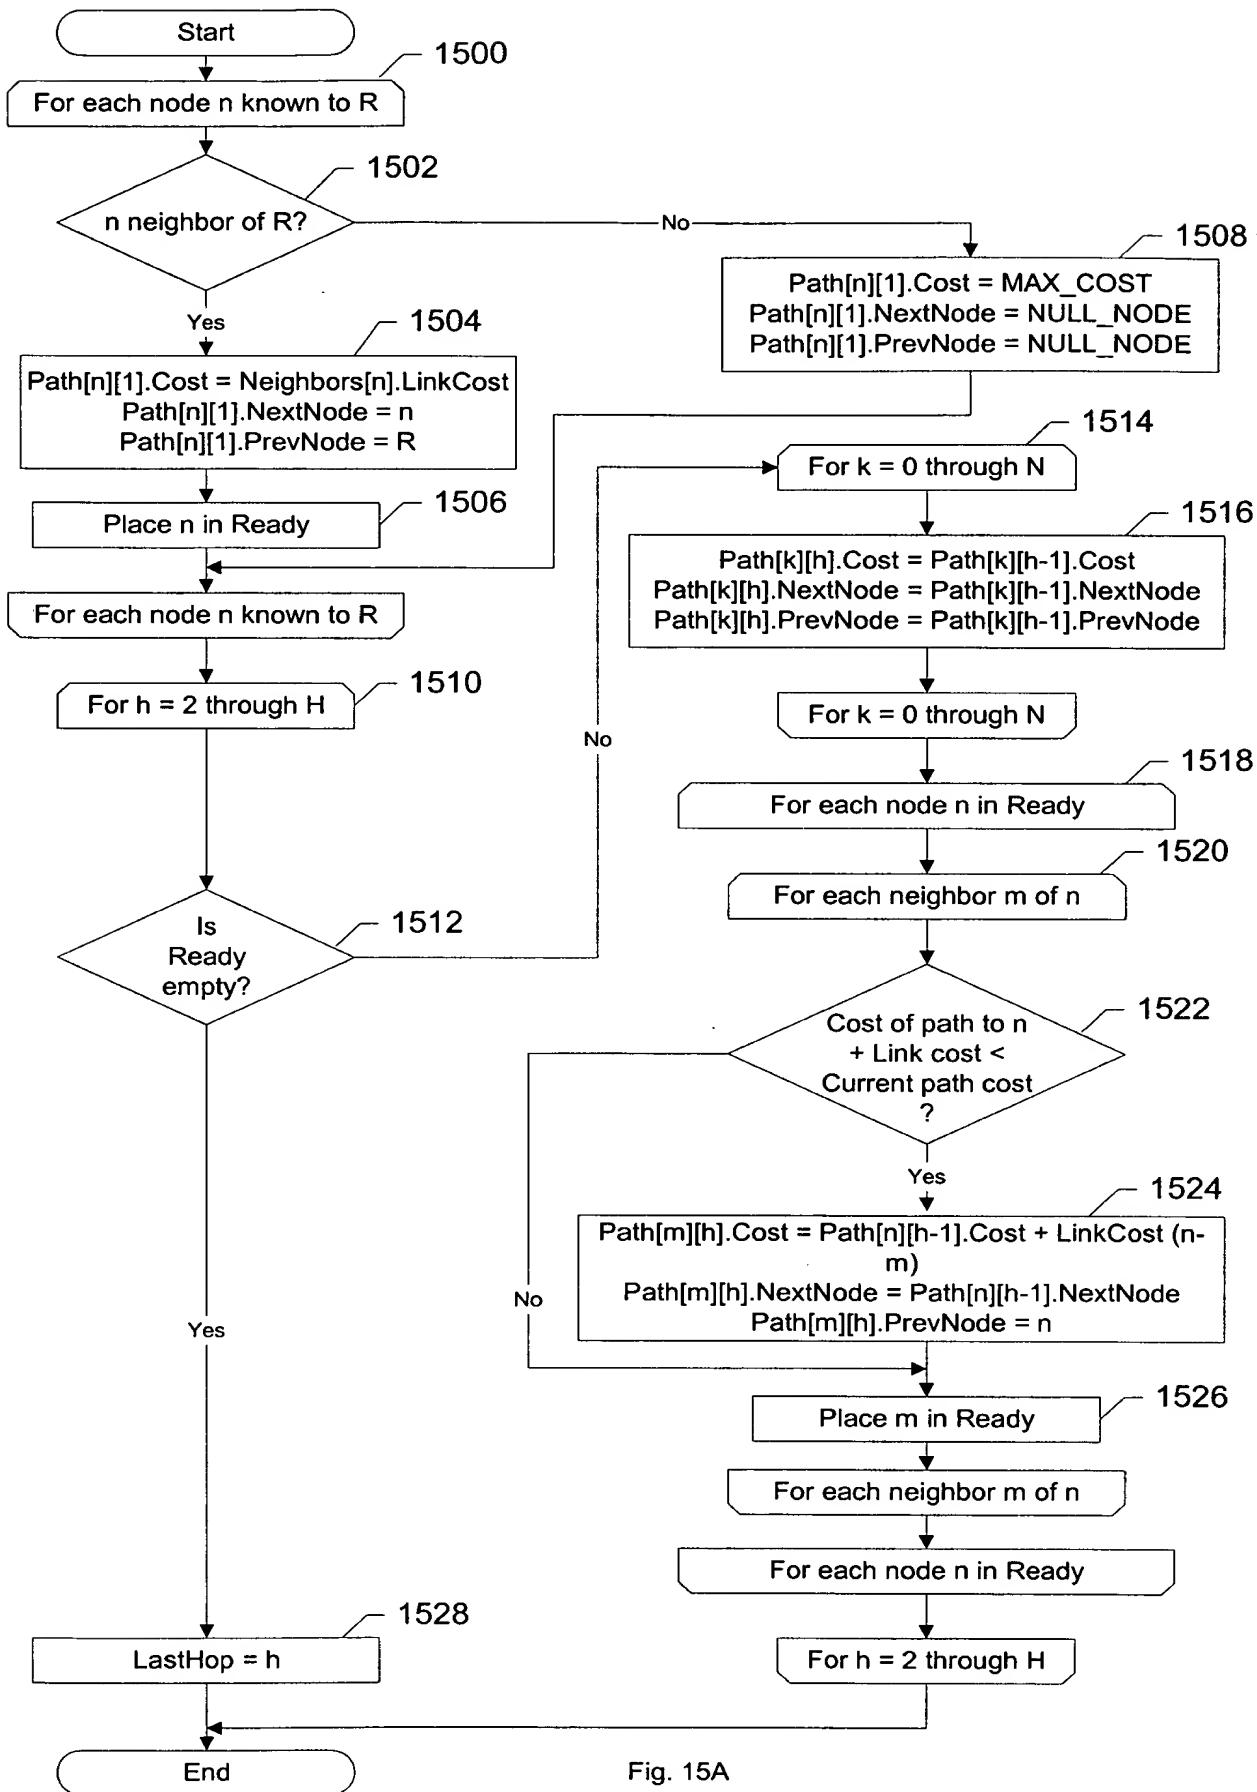 Start
1500
For each node n known to R
1502
n neighbor of R?
No
1508
Path[n][1].Cost = MAX_COST
Path[n][1].NextNode = NULL_NODE
Path[n][1].PrevNode = NULL_NODE
Yes
1504
Path[n][1].Cost = Neighbors[n].LinkCost
Path[n][1].NextNode = n
Path[n][1].PrevNode = R
1506
Place n in Ready
For each node n known to R
1510
For h = 2 through H
No
1512
Is
Ready
empty?
1514
For k = 0 through N
1516
Path[k][h].Cost = Path[k][h-1].Cost
Path[k][h].NextNode = Path[k][h-1].NextNode
Path[k][h].PrevNode = Path[k][h-1].PrevNode
For k = 0 through N
1518
For each node n in Ready
1520
For each neighbor m of n
1522
Cost of path to n
+ Link cost <
Current path cost
?
Yes
1524
Path[m][h].Cost = Path[n][h-1].Cost + LinkCost (n-
m)
Path[m][h].NextNode = Path[n][h-1].NextNode
Path[m][h].PrevNode = n
No
1526
Place m in Ready
For each neighbor m of n
For each node n in Ready
For h = 2 through H
Yes
1528
LastHop = h
End
Fig. 15A